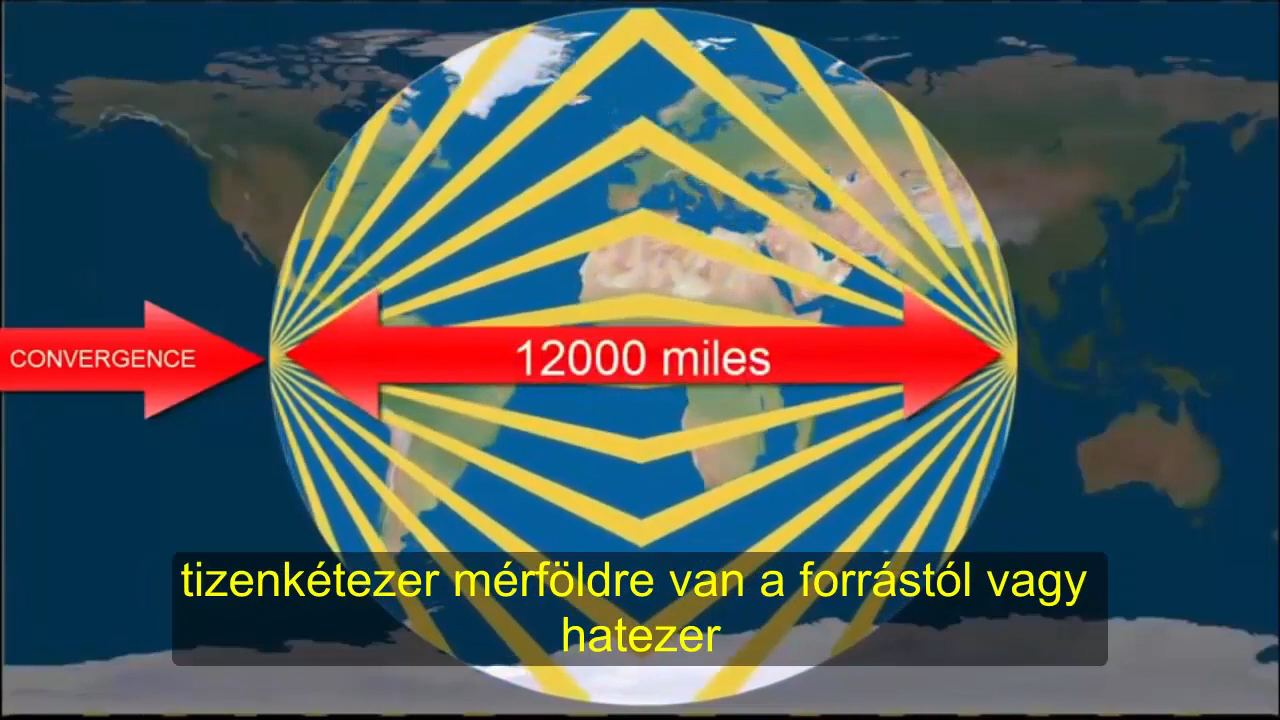 CONVERGENCE
12000 miles
tizenkétezer mérföldre van a forrástól vagy
hatezer